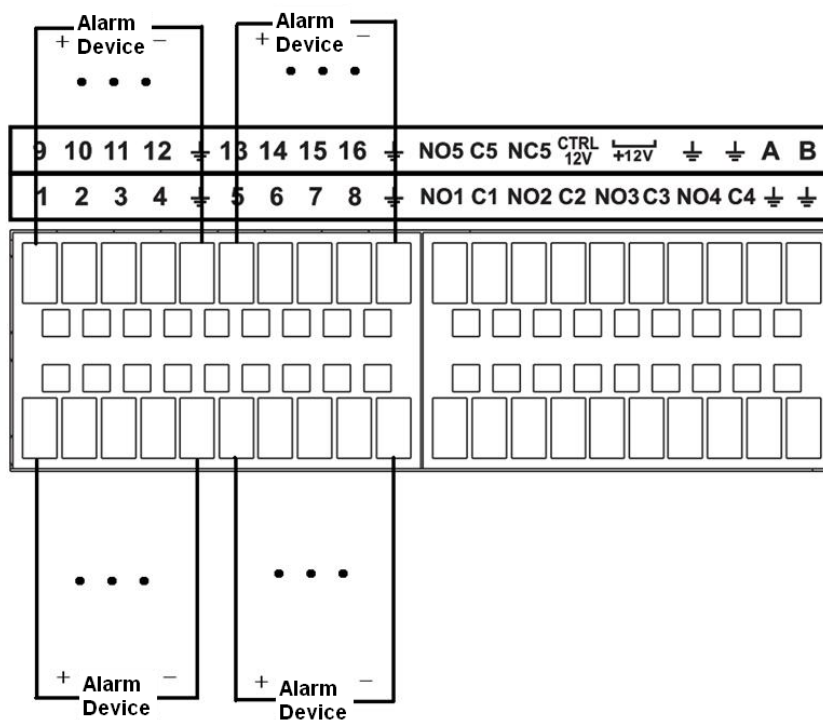 Alarm
Device
+ −
Alarm
Device
+ −
9 10 11 12 ⏚ 13 14 15 16 ⏚ NO5 C5 NC5 CTRL 12V +12V ⏚ ⏚ A B
1 2 3 4 ⏚ 5 6 7 8 ⏚ NO1 C1 NO2 C2 NO3 C3 NO4 C4 ⏚ ⏚
+ −
Alarm
Device
+ −
Alarm
Device